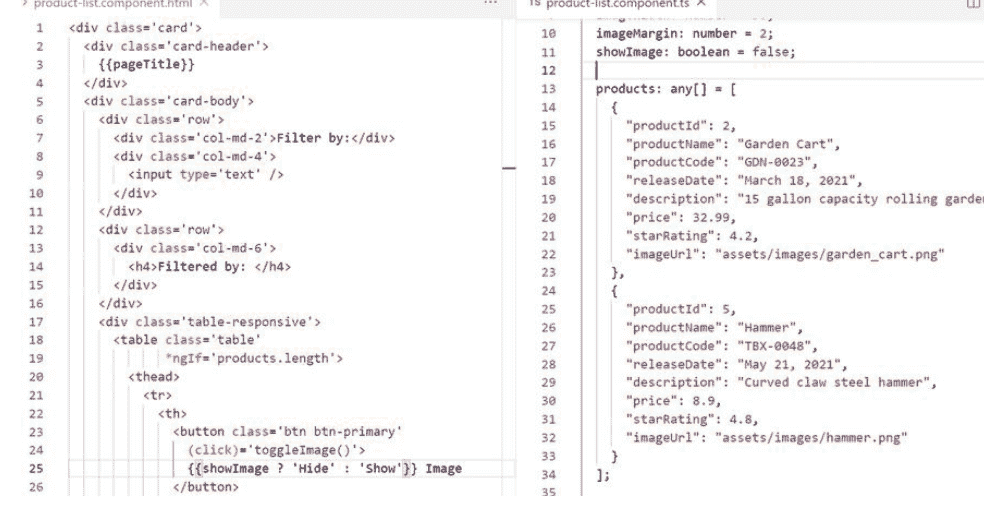 product-list.component.html ×
1 <div class='card'>
2 <div class='card-header'>
3 {{pageTitle}}
4 </div>
5 <div class='card-body'>
6 <div class='row'>
7 <div class='col-md-2'>Filter by:</div>
8 <div class='col-md-4'>
9 <input type='text' />
10 </div>
11 </div>
12 <div class='row'>
13 <div class='col-md-6'>
14 <h4>Filtered by: </h4>
15 </div>
16 </div>
17 <div class='table-responsive'>
18 <table class='table'
19 *ngIf='products.length'>
20 <thead>
21 <tr>
22 <th>
23 <button class='btn btn-primary'
24 (click)='toggleImage()'>
25 {{showImage ? 'Hide' : 'Show'}} Image
26 </button>
TS product-list.component.ts ×
10 imageMargin: number = 2;
11 showImage: boolean = false;
12
13 products: any[] = [
14 {
15 "productId": 2,
16 "productName": "Garden Cart",
17 "productCode": "GDN-0023",
18 "releaseDate": "March 18, 2021",
19 "description": "15 gallon capacity rolling garden
20 "price": 32.99,
21 "starRating": 4.2,
22 "imageUrl": "assets/images/garden_cart.png"
23 },
24 {
25 "productId": 5,
26 "productName": "Hammer",
27 "productCode": "TBX-0048",
28 "releaseDate": "May 21, 2021",
29 "description": "Curved claw steel hammer",
30 "price": 8.9,
31 "starRating": 4.8,
32 "imageUrl": "assets/images/hammer.png"
33 }
34 ];
35